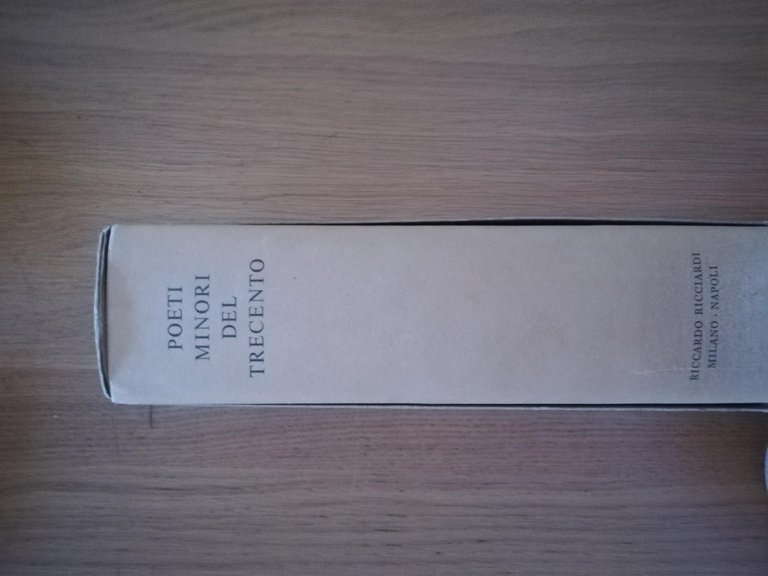 POETI
MINORI
DEL
TRECENTO
RICCARDO RICCIARDI
MILANO · NAPOLI